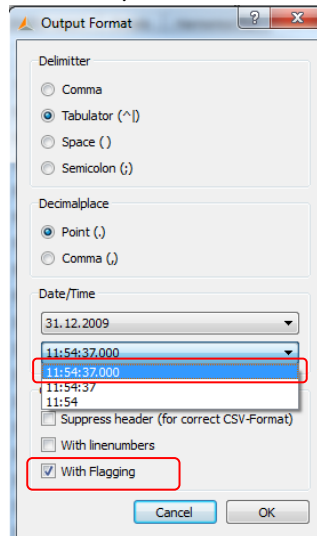 Output Format
Delimitter
Comma
Tabulator (^|)
Space ( )
Semicolon (;)
Decimalplace
Point (.)
Comma (,)
Date/Time
31.12.2009
11:54:37.000
11:54:37.000
11:54:37
11:54
Suppress header (for correct CSV-Format)
With linenumbers
With Flagging
Cancel OK